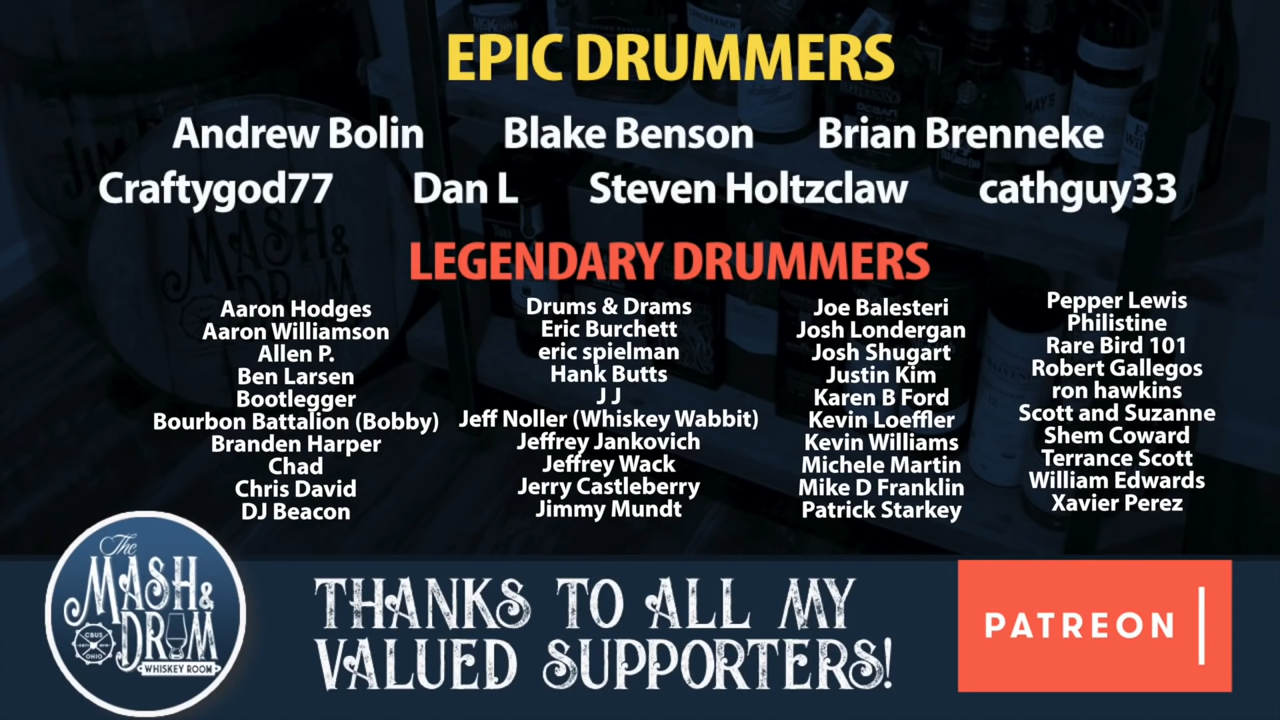 EPIC DRUMMERS
Andrew Bolin Blake Benson Brian Brenneke
Craftygod77 Dan L Steven Holtzclaw cathguy33
LEGENDARY DRUMMERS
Aaron Hodges
Aaron Williamson
Allen P.
Ben Larsen
Bootlegger
Bourbon Battalion (Bobby)
Branden Harper
Chad
Chris David
DJ Beacon
Drums & Drams
Eric Burchett
eric spielman
Hank Butts
J J
Jeff Noller (Whiskey Wabbit)
Jeffrey Jankovich
Jeffrey Wack
Jerry Castleberry
Jimmy Mundt
Joe Balesteri
Josh Londergan
Josh Shugart
Justin Kim
Karen B Ford
Kevin Loeffler
Kevin Williams
Michele Martin
Mike D Franklin
Patrick Starkey
Pepper Lewis
Philistine
Rare Bird 101
Robert Gallegos
ron hawkins
Scott and Suzanne
Shem Coward
Terrance Scott
William Edwards
Xavier Perez
MASH &
DRUM
The
MASH &
DRUM
CBUS
OHIO
WHISKEY ROOM
THANKS TO ALL MY
VALUED SUPPORTERS!
PATREON